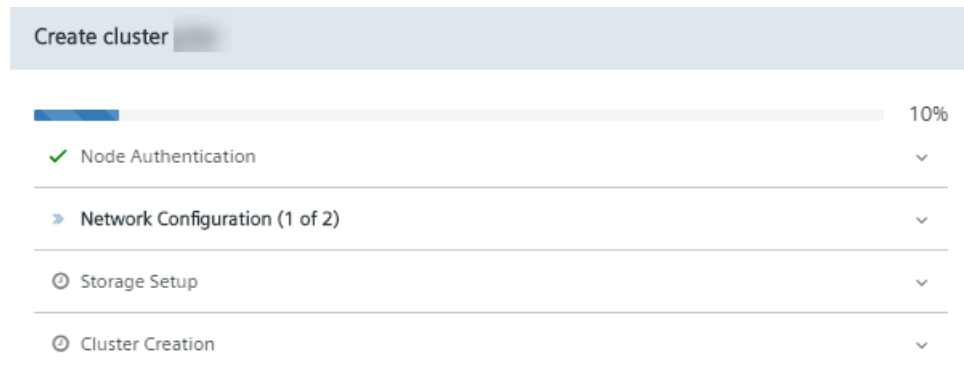 Create cluster
10%
Node Authentication
Network Configuration (1 of 2)
Storage Setup
Cluster Creation